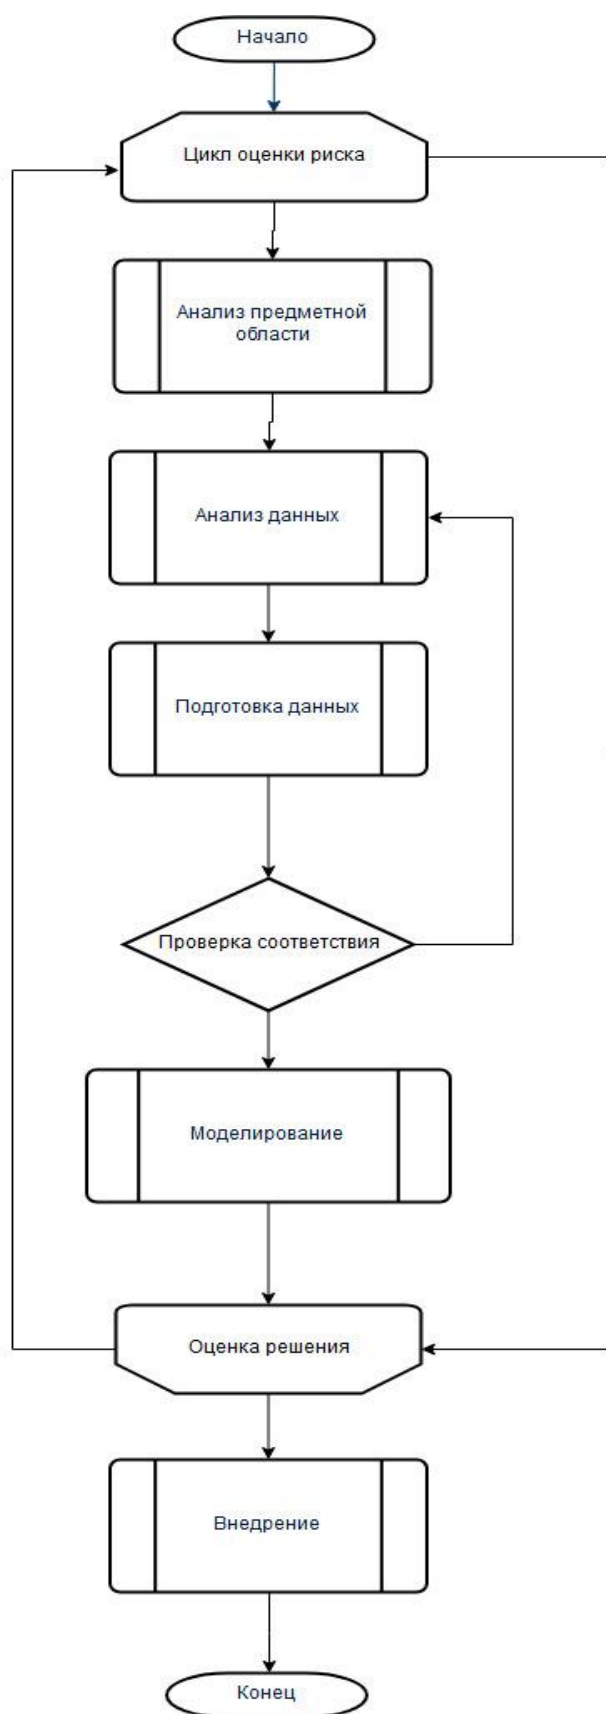 Начало
Цикл оценки риска
Анализ предметной
области
Анализ данных
Подготовка данных
Проверка соответствия
Моделирование
Оценка решения
Внедрение
Конец